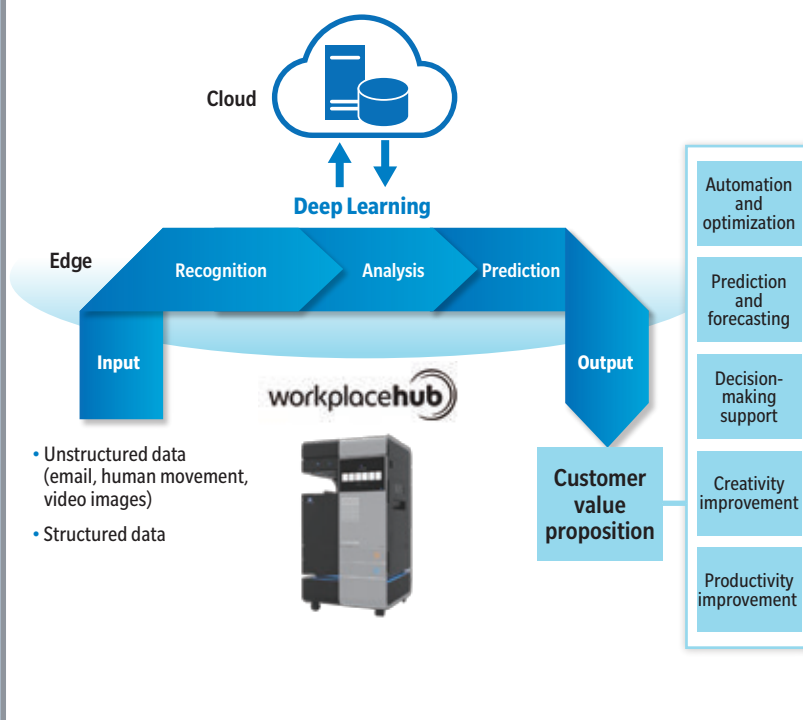 Cloud
Deep Learning
Edge
Recognition
Analysis
Prediction
Input
Output
workplacehub
• Unstructured data
(email, human movement,
video images)
• Structured data
Customer
value
proposition
Automation
and
optimization
Prediction
and
forecasting
Decision-
making
support
Creativity
improvement
Productivity
improvement